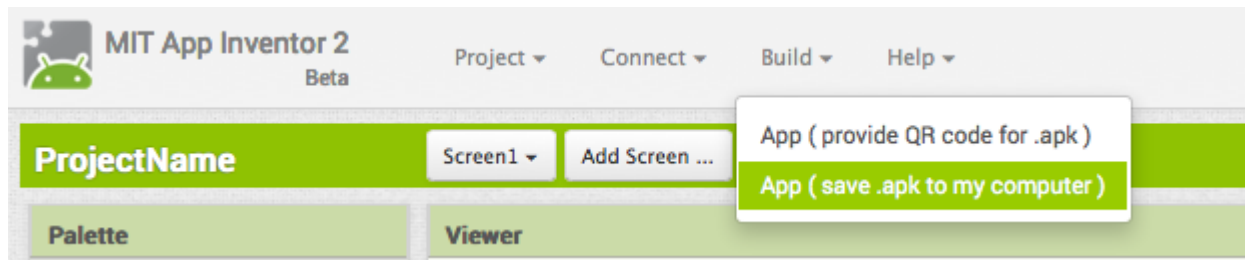 MIT App Inventor 2
Beta
Project
Connect
Build
Help
ProjectName
Screen1
Add Screen ...
App ( provide QR code for .apk )
App ( save .apk to my computer )
Palette
Viewer